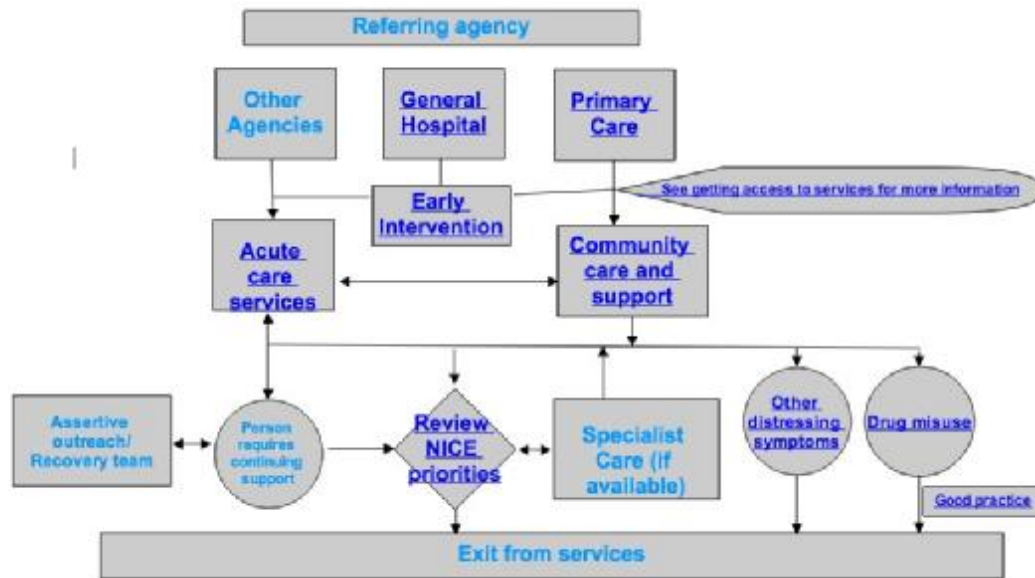 Referring agency
Other
Agencies
General
Hospital
Primary
Care
See getting access to services for more information
Early
Intervention
Acute
care
services
Community
care and
support
Assertive
outreach/
Recovery team
Person
requires
continuing
support
Review
NICE
priorities
Specialist
Care (if
available)
Other
distressing
symptoms
Drug misuse
Good practice
Exit from services